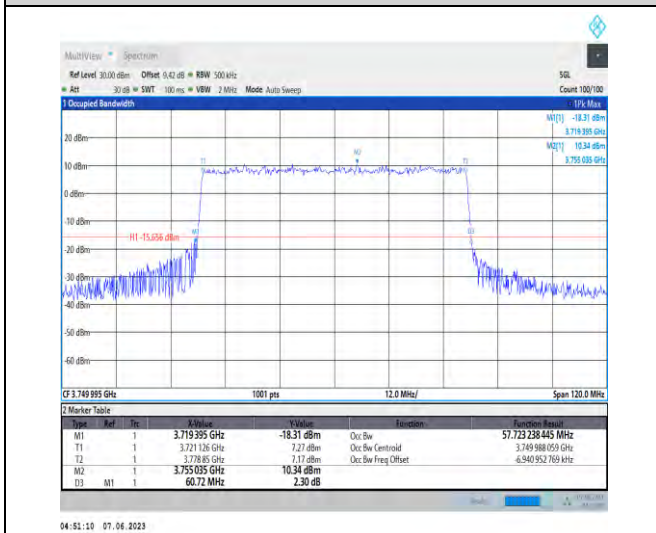 MultiView Spectrum
Ref Level 30.00 dBm Offset 9.42 dB RBW 500 kHz SGL
Att 30 dB SWT 100 ms VBW 2 MHz Mode Auto Sweep Count 100/100
1 Occupied Bandwidth 1Pk Max
M1[1] -18.31 dBm
3.719 395 GHz
20 dBm
M2[1] 10.34 dBm
3.755 035 GHz
T1 M2 T2
10 dBm
0 dBm
-10 dBm
M1 D3
H1 -15.656 dBm
-20 dBm
-30 dBm
-40 dBm
-50 dBm
-60 dBm
CF 3.749 995 GHz 1001 pts 12.0 MHz/ Span 120.0 MHz
2 Marker Table
Type Ref Trc X-Value Y-Value Function Function Result
M1 1 3.719 395 GHz -18.31 dBm Occ Bw 57.723 238 445 MHz
T1 1 3.721 126 GHz 7.27 dBm Occ Bw Centroid 3.749 988 059 GHz
T2 1 3.778 85 GHz 7.17 dBm Occ Bw Freq Offset -6.940 952 769 kHz
M2 1 3.755 035 GHz 10.34 dBm
D3 M1 1 60.72 MHz 2.30 dB
04:51:10 07.06.2023